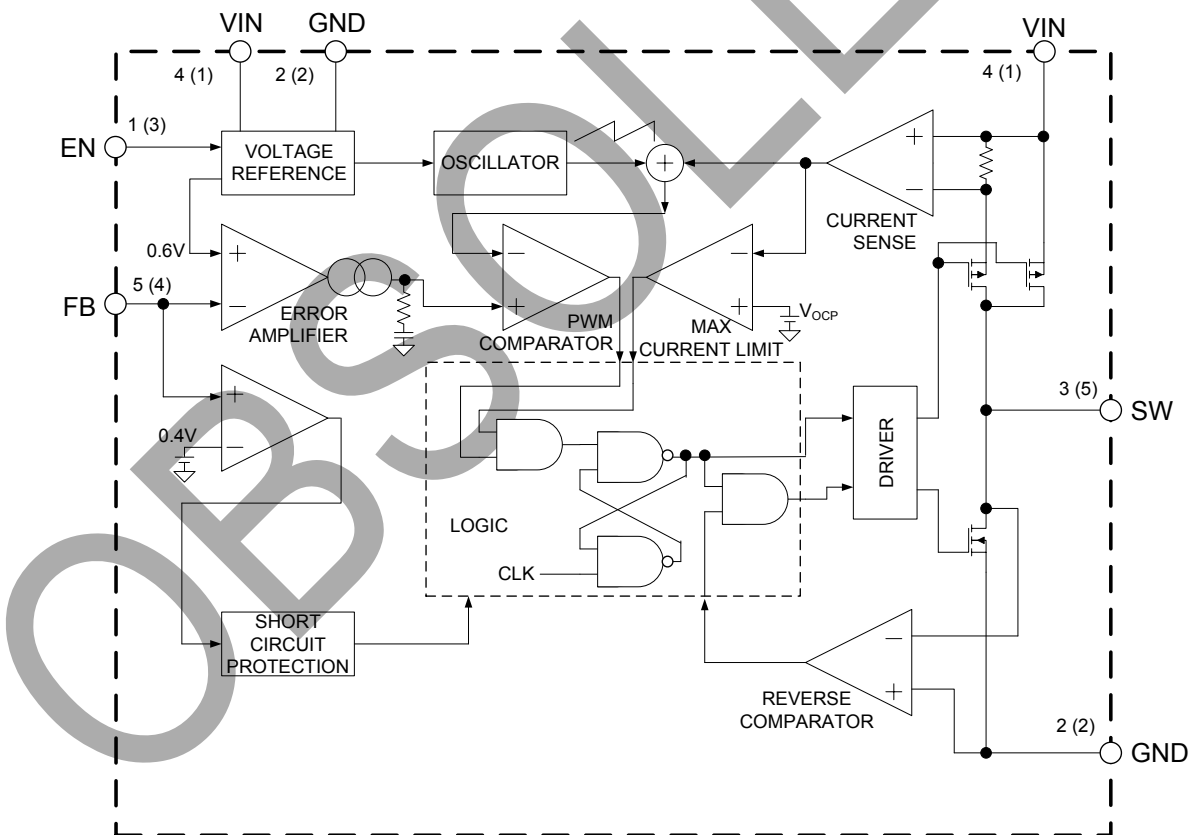 OBSOLE
VIN
GND
VIN
4 (1)
2 (2)
4 (1)
EN
1 (3)
VOLTAGE
REFERENCE
OSCILLATOR
+
+
−
CURRENT
SENSE
0.6V
+
−
−
+
−
+
FB
5 (4)
ERROR
AMPLIFIER
PWM
COMPARATOR
MAX
CURRENT LIMIT
VOCP
+
−
0.4V
3 (5)
SW
DRIVER
LOGIC
CLK
SHORT
CIRCUIT
PROTECTION
−
+
REVERSE
COMPARATOR
2 (2)
GND